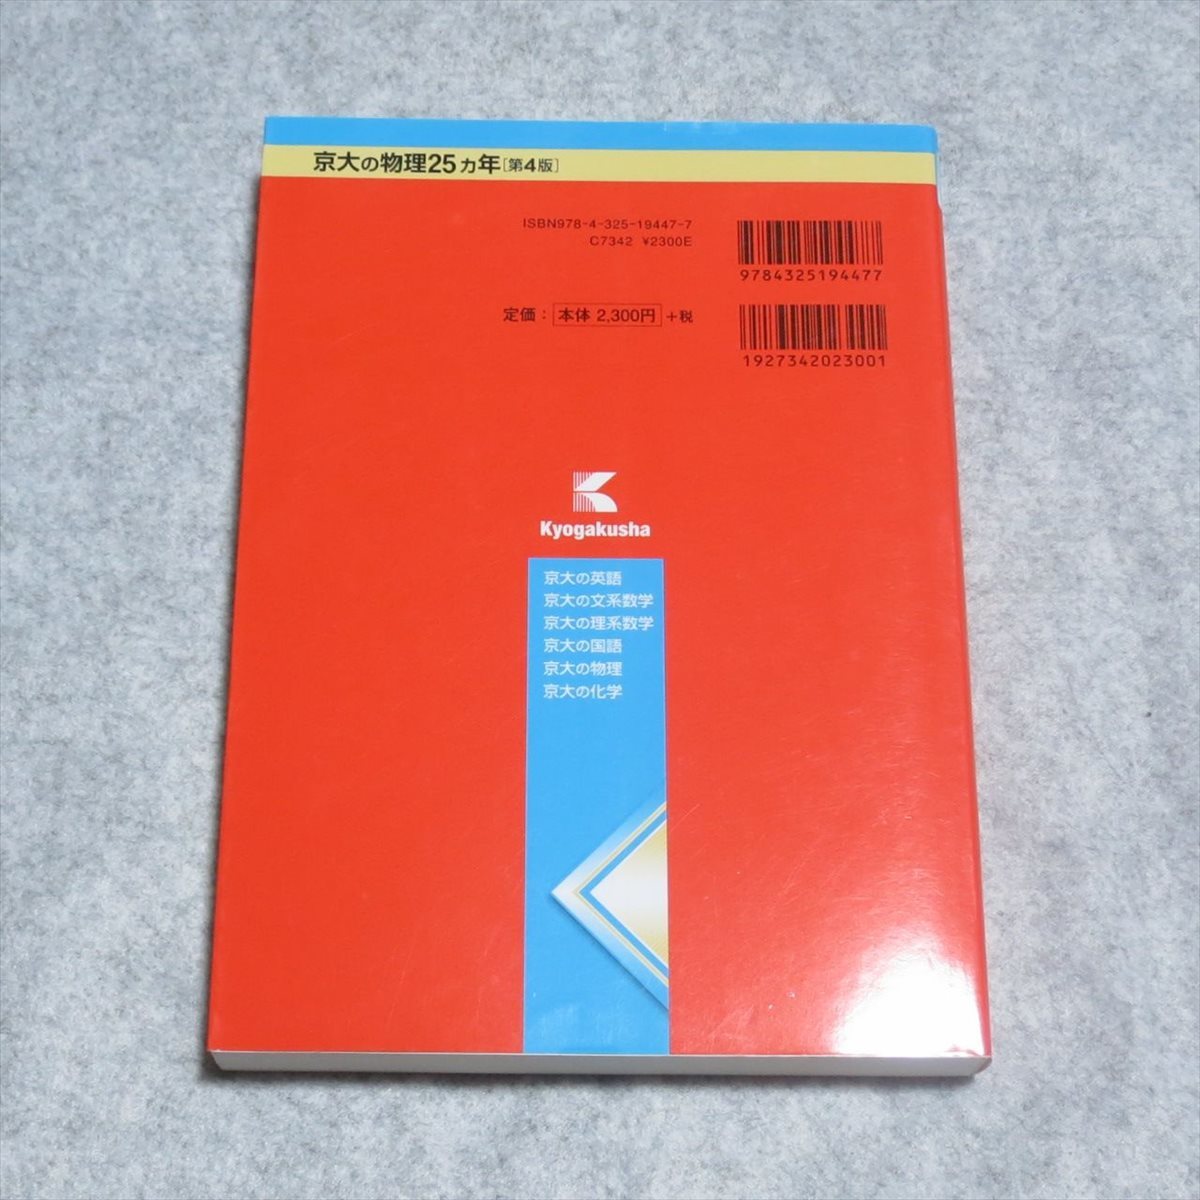 京大の物理25カ年[第4版]
ISBN978-4-325-19447-7
C7342 ¥2300E
9784325194477
定価：本体 2,300円+税
1927342023001
Kyogakusha
京大の英語
京大の文系数学
京大の理系数学
京大の国語
京大の物理
京大の化学